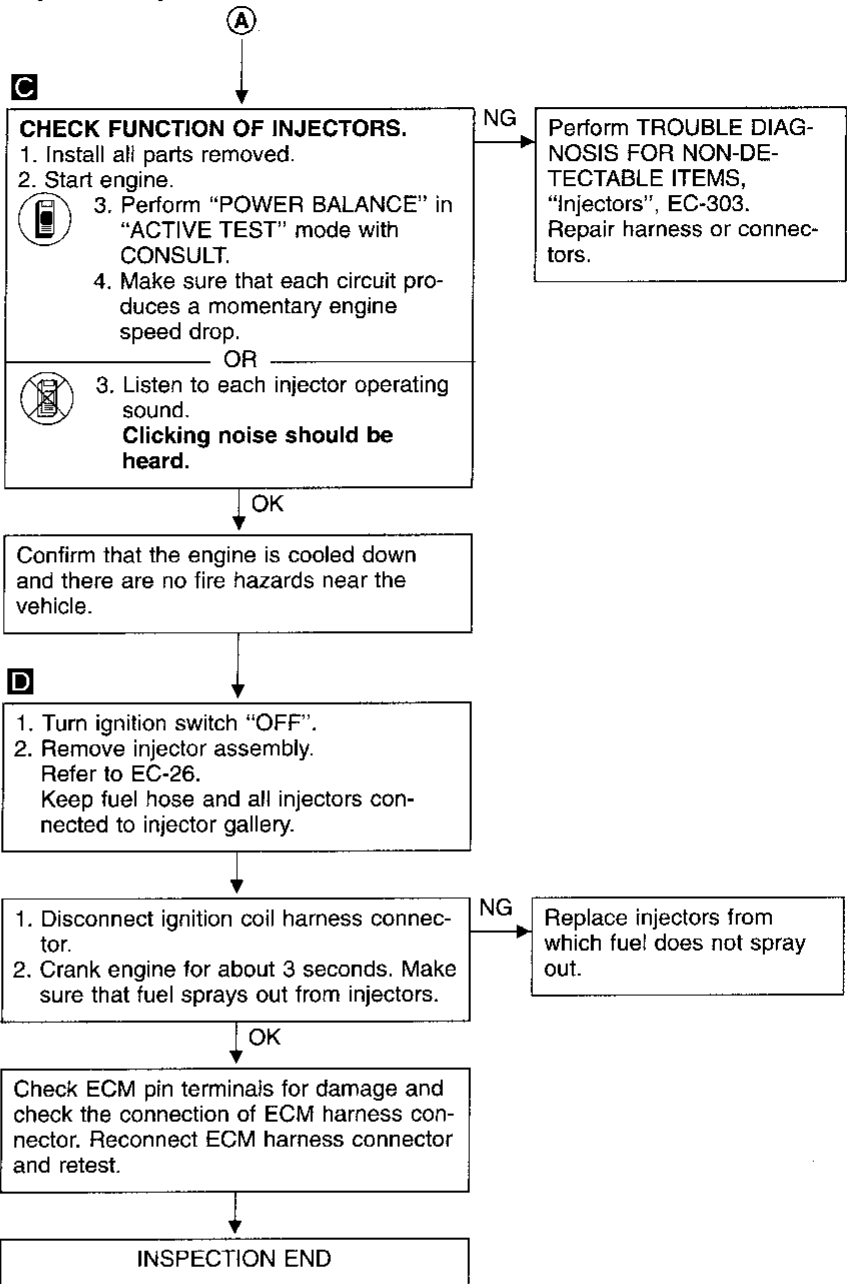 A
C
CHECK FUNCTION OF INJECTORS.
1. Install all parts removed.
2. Start engine.
3. Perform “POWER BALANCE” in
“ACTIVE TEST” mode with
CONSULT.
4. Make sure that each circuit pro-
duces a momentary engine
speed drop.
OR
3. Listen to each injector operating
sound.
Clicking noise should be
heard.
NG
Perform TROUBLE DIAG-
NOSIS FOR NON-DE-
TECTABLE ITEMS,
“Injectors”, EC-303.
Repair harness or connec-
tors.
OK
Confirm that the engine is cooled down
and there are no fire hazards near the
vehicle.
D
1. Turn ignition switch “OFF”.
2. Remove injector assembly.
Refer to EC-26.
Keep fuel hose and all injectors con-
nected to injector gallery.
1. Disconnect ignition coil harness connec-
tor.
2. Crank engine for about 3 seconds. Make
sure that fuel sprays out from injectors.
NG
Replace injectors from
which fuel does not spray
out.
OK
Check ECM pin terminals for damage and
check the connection of ECM harness con-
nector. Reconnect ECM harness connector
and retest.
INSPECTION END